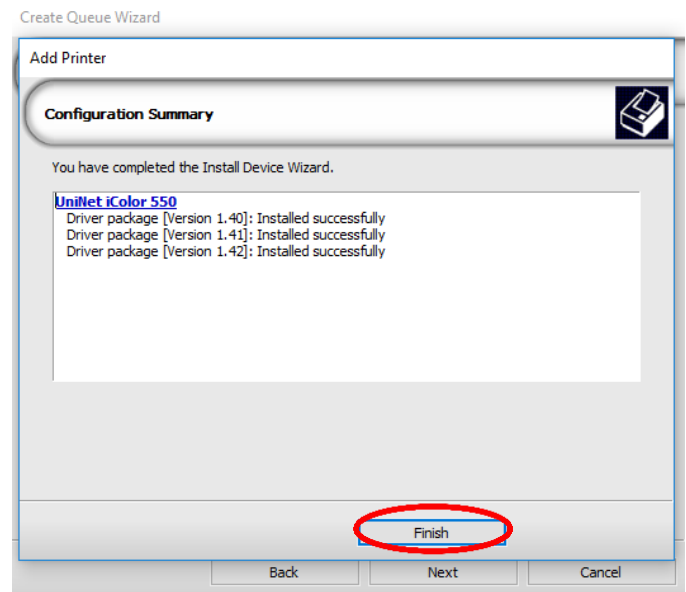 Create Queue Wizard
Add Printer
Configuration Summary
You have completed the Install Device Wizard.
UniNet iColor 550
Driver package [Version 1.40]: Installed successfully
Driver package [Version 1.41]: Installed successfully
Driver package [Version 1.42]: Installed successfully
Finish
Back Next Cancel